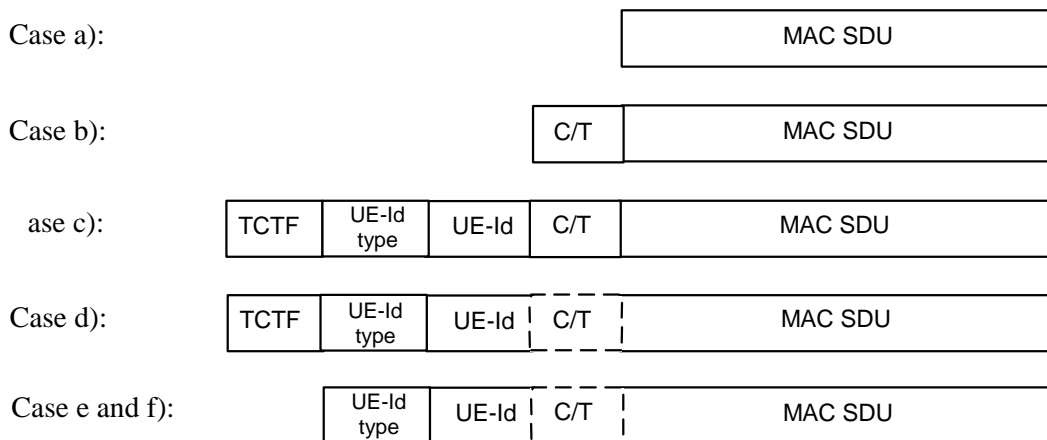 Case a): MAC SDU
Case b): C/T MAC SDU
ase c): TCTF UE-Id type UE-Id C/T MAC SDU
Case d): TCTF UE-Id type UE-Id C/T MAC SDU
Case e and f): UE-Id type UE-Id C/T MAC SDU